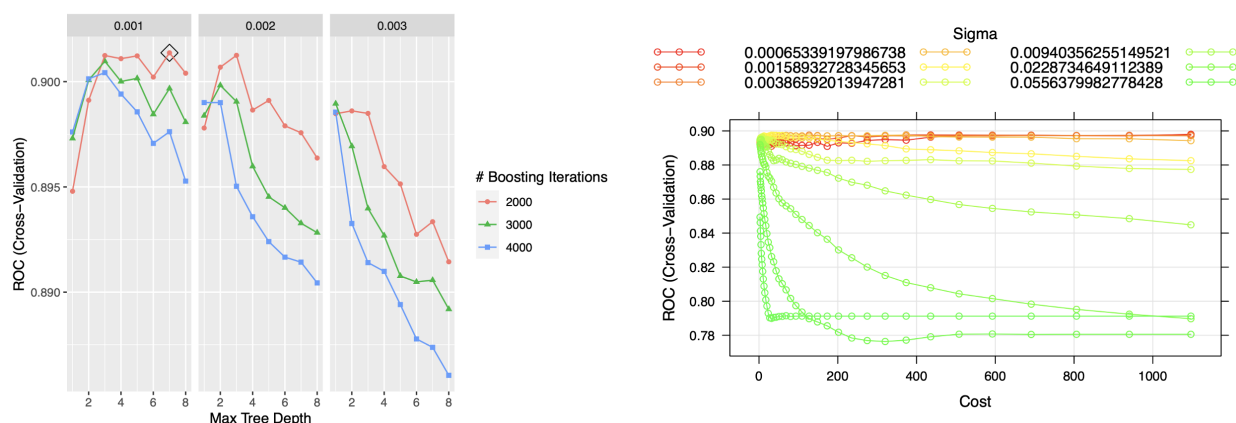 0.001 0.002 0.003
0.900
0.895
0.890
ROC (Cross−Validation)
2 4 6 8 2 4 6 8 2 4 6 8
Max Tree Depth
# Boosting Iterations
2000
3000
4000
Sigma
0.0006533919798673​8 0.00940356255149521
0.00158932728345653 0.0228734649112389
0.00386592013947281 0.0556379982778428
0.90
0.88
0.86
0.84
0.82
0.80
0.78
ROC (Cross−Validation)
0 200 400 600 800 1000
Cost